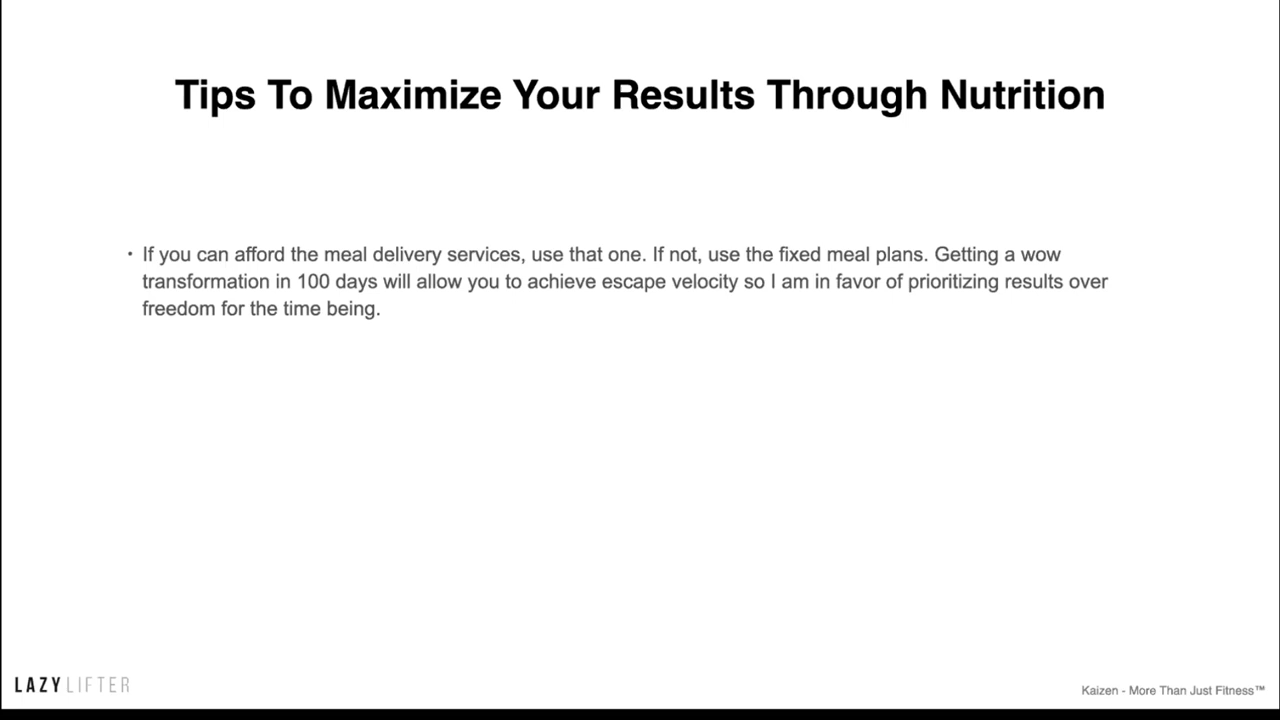 Tips To Maximize Your Results Through Nutrition
• If you can afford the meal delivery services, use that one. If not, use the fixed meal plans. Getting a wow
transformation in 100 days will allow you to achieve escape velocity so I am in favor of prioritizing results over
freedom for the time being.
LAZYLIFTER
Kaizen - More Than Just Fitness™